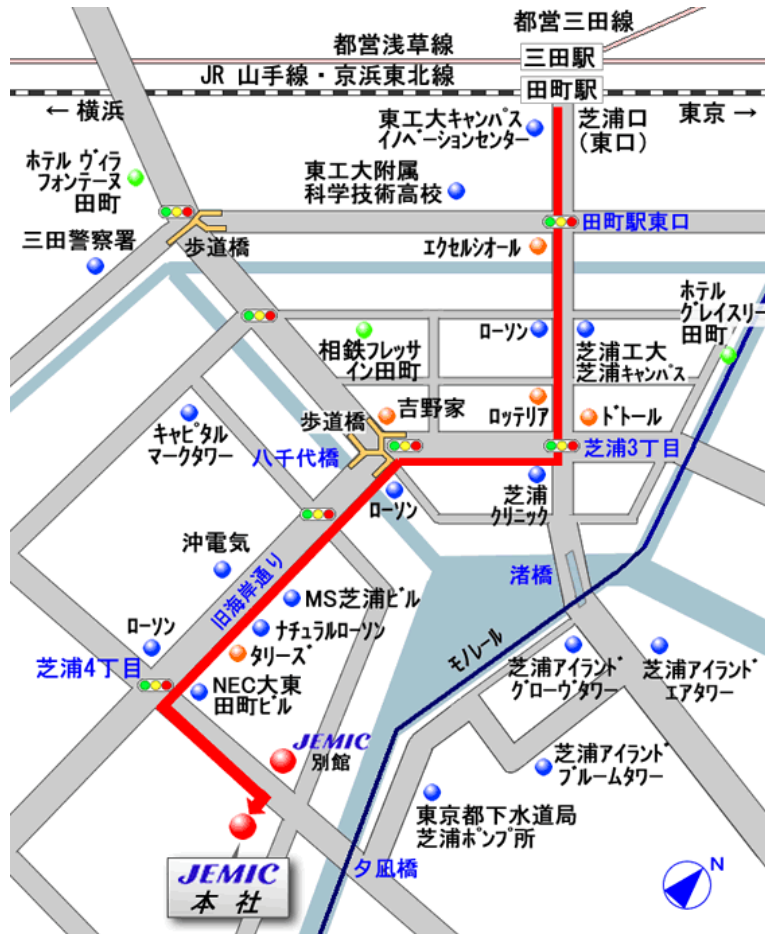 都営三田線
都営浅草線
三田駅
JR 山手線・京浜東北線
田町駅
← 横浜
東京 →
芝浦口
(東口)
東工大キャンパス
イノベーションセンター
ホテル ヴィラ
フォンテーヌ
田町
東工大附属
科学技術高校
田町駅東口
三田警察署
歩道橋
エクセルシオール
ホテル
グレイスリー
田町
ローソン
相鉄フレッサ
イン田町
芝浦工大
芝浦キャンパス
歩道橋
吉野家
ロッテリア
ドトール
キャピタル
マークタワー
八千代橋
芝浦3丁目
ローソン
芝浦
クリニック
沖電気
旧海岸通り
渚橋
MS芝浦ビル
ローソン
ナチュラルローソン
モノレール
タリーズ
芝浦4丁目
芝浦アイランド
グローヴタワー
芝浦アイランド
エアタワー
NEC大東
田町ビル
JEMIC
別館
芝浦アイランド
ブルームタワー
東京都下水道局
芝浦ポンプ所
夕凪橋
N
JEMIC
本 社